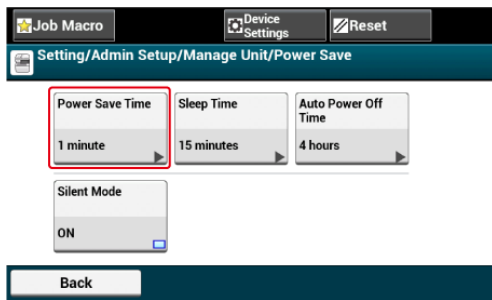 Job Macro
Device
Settings
Reset
Setting/Admin Setup/Manage Unit/Power Save
Power Save Time
1 minute
Sleep Time
15 minutes
Auto Power Off
Time
4 hours
Silent Mode
ON
Back